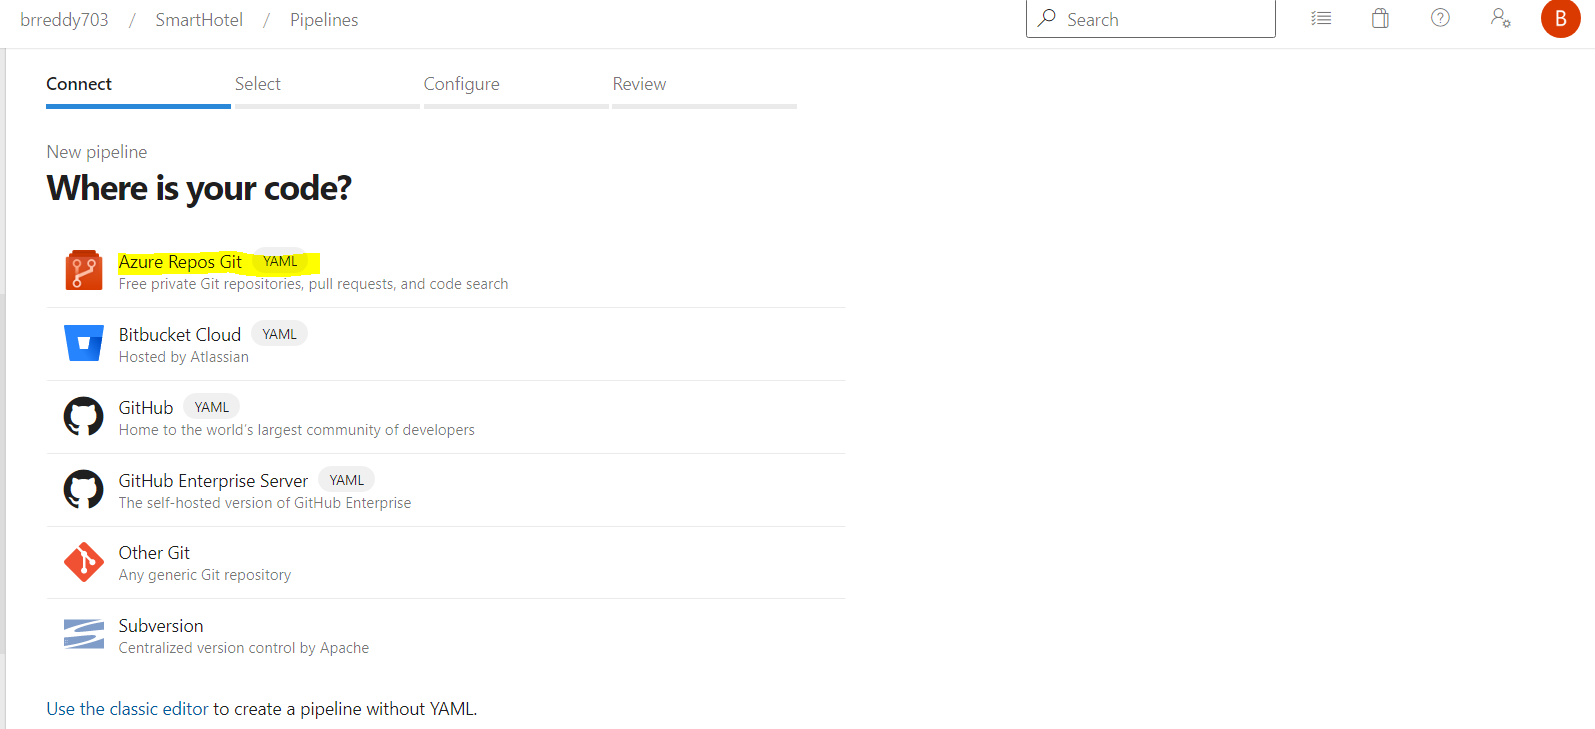 brreddy703 / SmartHotel / Pipelines
Search
B
Connect Select Configure Review
New pipeline
Where is your code?
Azure Repos Git YAML
Free private Git repositories, pull requests, and code search
Bitbucket Cloud YAML
Hosted by Atlassian
GitHub YAML
Home to the world's largest community of developers
GitHub Enterprise Server YAML
The self-hosted version of GitHub Enterprise
Other Git
Any generic Git repository
Subversion
Centralized version control by Apache
Use the classic editor to create a pipeline without YAML.